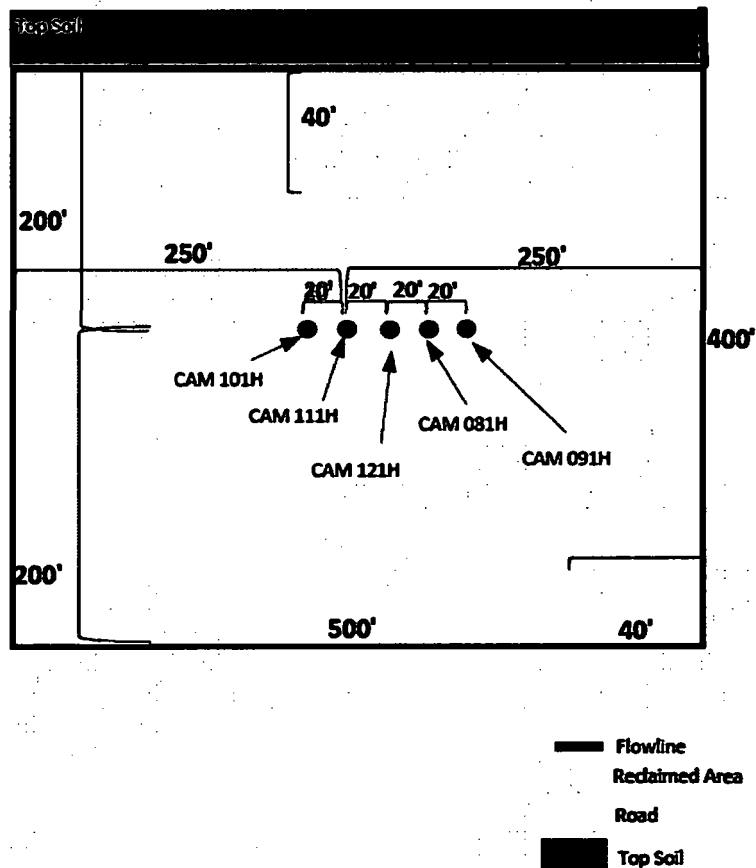 Top Soil
40'
200'
250' 250'
20' 20' 20' 20'
400'
CAM 101H
CAM 111H
CAM 081H
CAM 121H
CAM 091H
200'
500' 40'
Flowline
Reclaimed Area
Road
Top Soil